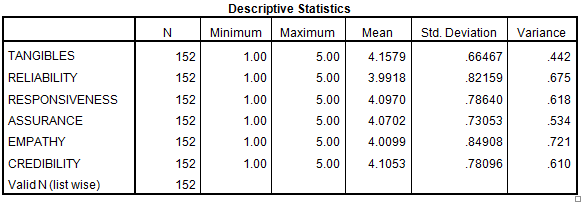 Descriptive Statistics
N Minimum Maximum Mean Std. Deviation Variance
TANGIBLES 152 1.00 5.00 4.1579 .66467 .442
RELIABILITY 152 1.00 5.00 3.9918 .82159 .675
RESPONSIVENESS 152 1.00 5.00 4.0970 .78640 .618
ASSURANCE 152 1.00 5.00 4.0702 .73053 .534
EMPATHY 152 1.00 5.00 4.0099 .84908 .721
CREDIBILITY 152 1.00 5.00 4.1053 .78096 .610
Valid N (list wise) 152